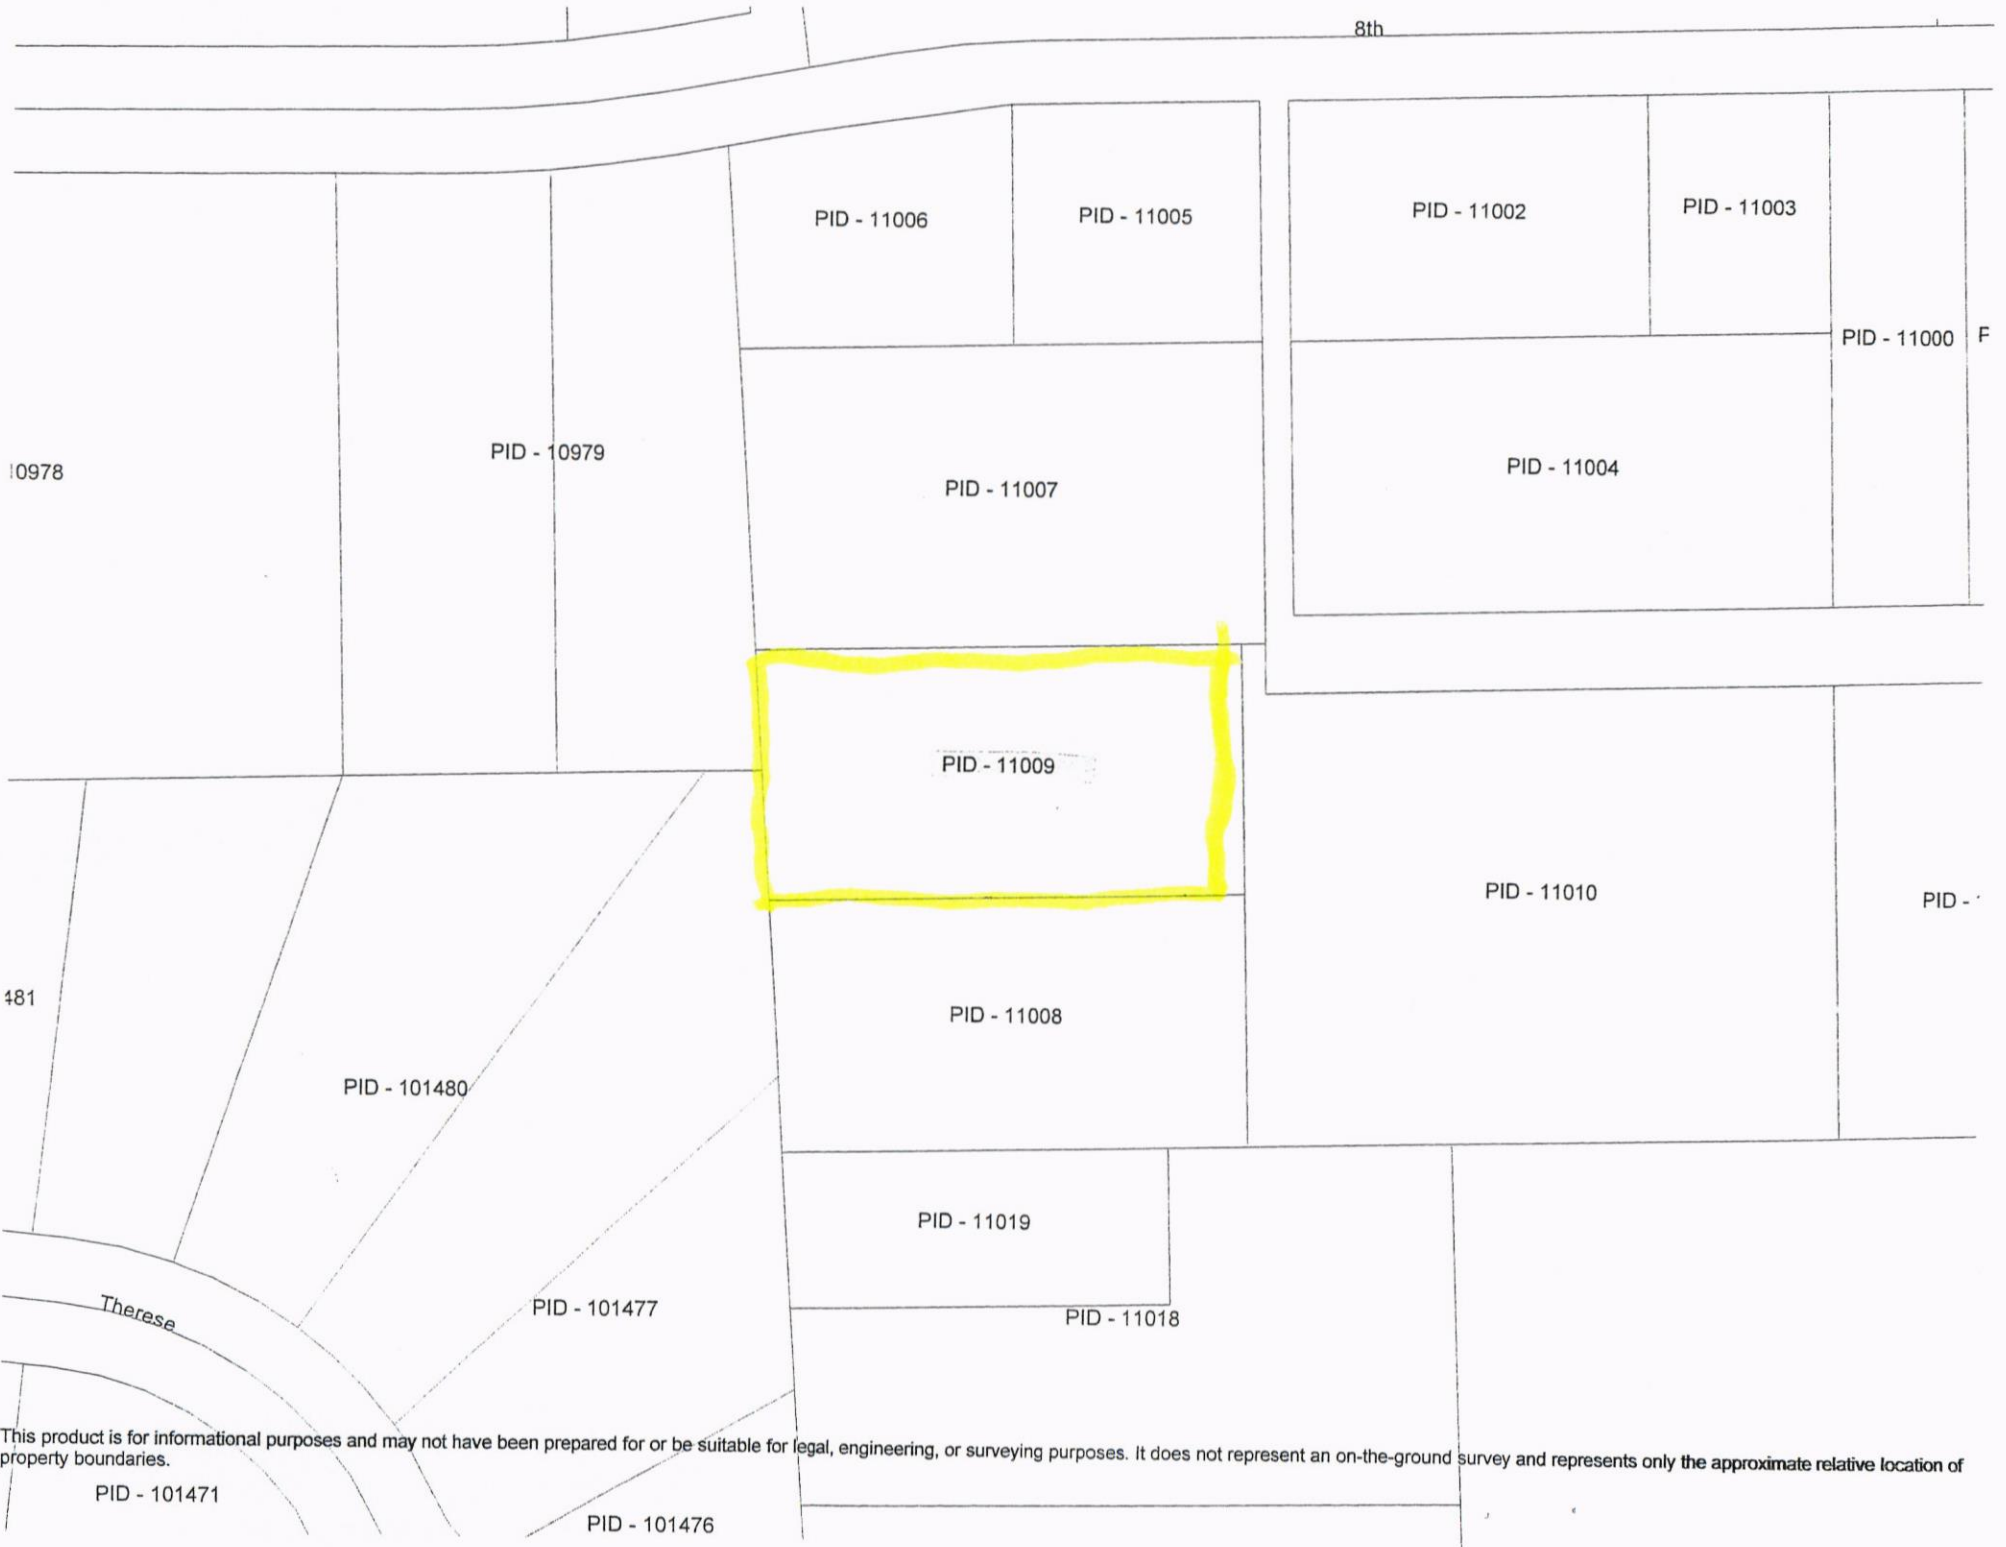 8th
PID - 11006
PID - 11005
PID - 11002
PID - 11003
PID - 11000
PID - 10979
0978
PID - 11007
PID - 11004
PID - 11009
PID - 11010
PID -
481
PID - 11008
PID - 101480
PID - 11019
Therese
PID - 101477
PID - 11018
This product is for informational purposes and may not have been prepared for or be suitable for legal, engineering, or surveying purposes. It does not represent an on-the-ground survey and represents only the approximate relative location of
property boundaries.
PID - 101471
PID - 101476